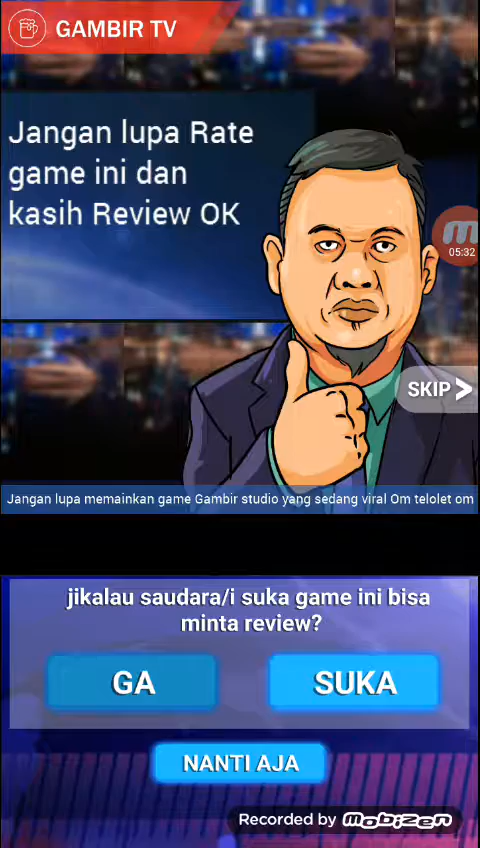 GAMBIR TV
Jangan lupa Rate
game ini dan
kasih Review OK
05:32
SKIP
Jangan lupa memainkan game Gambir studio yang sedang viral Om telolet om
jikalau saudara/i suka game ini bisa
minta review?
GA
SUKA
NANTI AJA
Recorded by mobizen